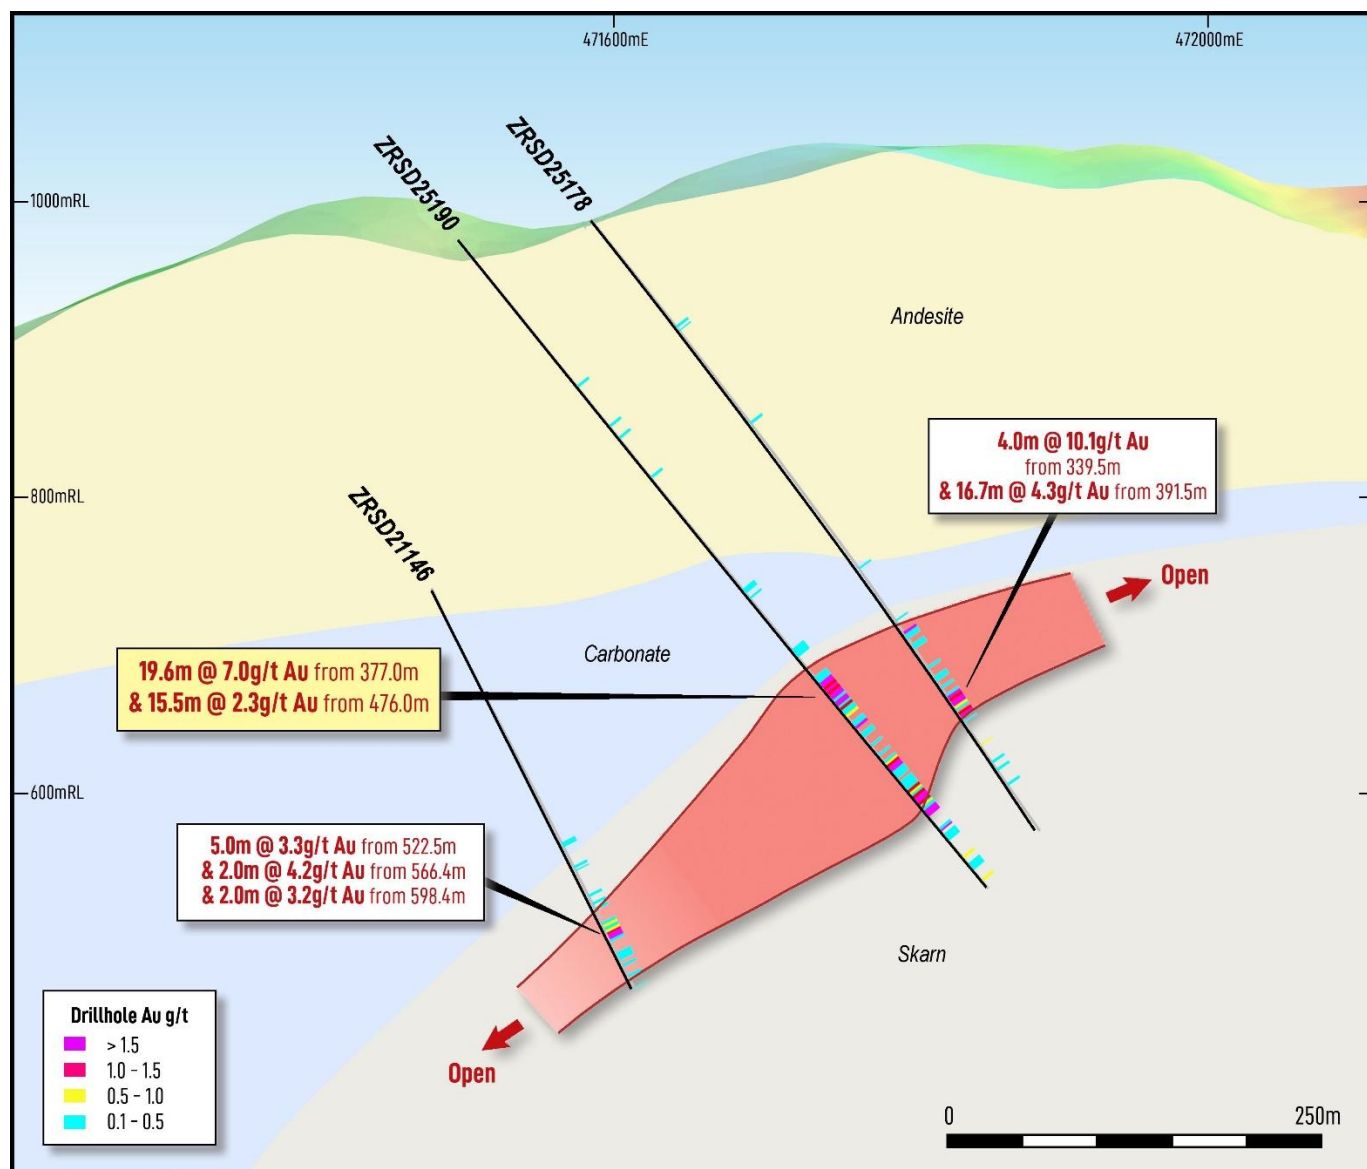 471600mE
472000mE
ZRSD25190
ZRSD25178
1000mRL
Andesite
4.0m @ 10.1g/t Au
from 339.5m
& 16.7m @ 4.3g/t Au from 391.5m
800mRL
ZRSD21146
Open
Carbonate
19.6m @ 7.0g/t Au from 377.0m
& 15.5m @ 2.3g/t Au from 476.0m
600mRL
5.0m @ 3.3g/t Au from 522.5m
& 2.0m @ 4.2g/t Au from 566.4m
& 2.0m @ 3.2g/t Au from 598.4m
Skarn
Open
Drillhole Au g/t
> 1.5
1.0 - 1.5
0.5 - 1.0
0.1 - 0.5
0
250m